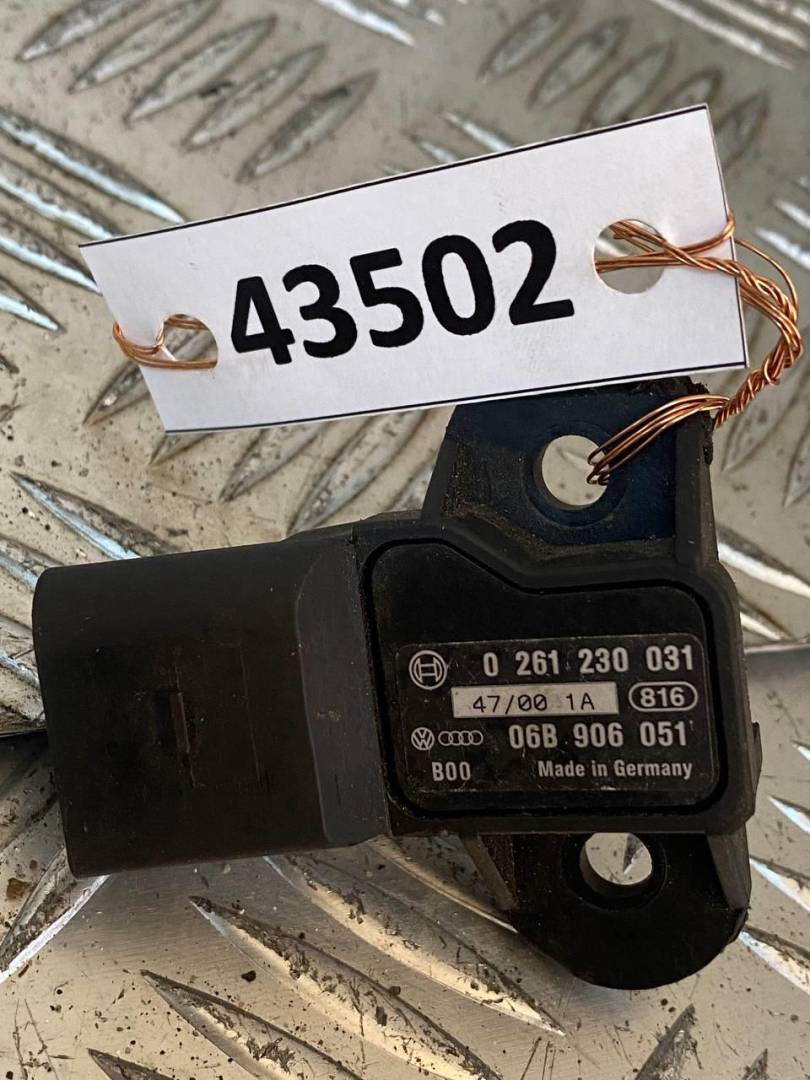 43502
0 261 230 031
47/00 1A 816
06B 906 051
B00 Made in Germany